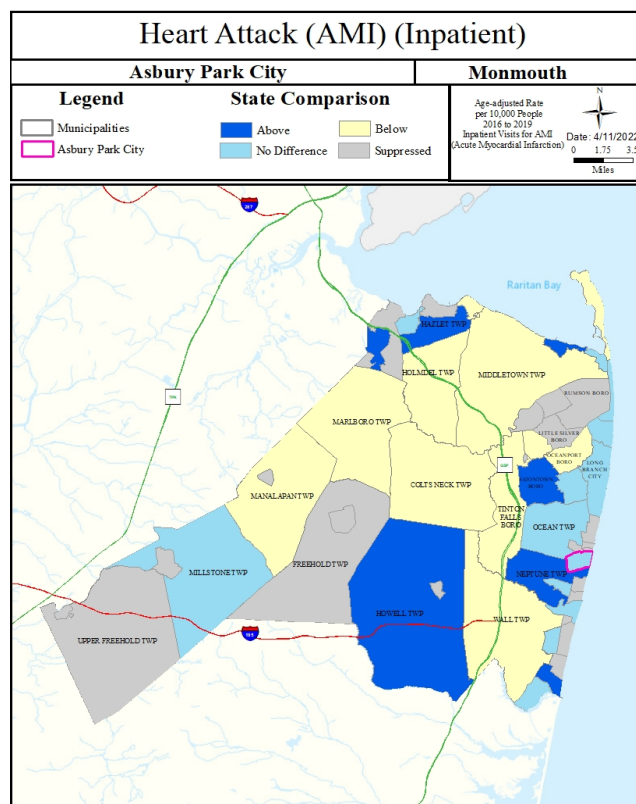 Heart Attack (AMI) (Inpatient)
Asbury Park City
Monmouth
Legend
Municipalities
Asbury Park City
State Comparison
Above
Below
No Difference
Suppressed
Age-adjusted Rate
per 10,000 People
2016 to 2019
Inpatient Visits for AMI
(Acute Myocardial Infarction)
N
Date: 4/11/2022
0 1.75 3.5
Miles
Raritan Bay
HAZLET TWP
HOLMDEL TWP
MIDDLETOWN TWP
RUMSON BORO
MARLBORO TWP
LITTLE SILVER
BORO
OCEANPORT
BORO
LONG
BRANCH
CITY
COLTS NECK TWP
MANALAPAN TWP
TINTON
FALLS
BORO
OCEAN TWP
FREEHOLD TWP
MILLSTONE TWP
NEPTUNE TWP
HOWELL TWP
WALL TWP
UPPER FREEHOLD TWP
195